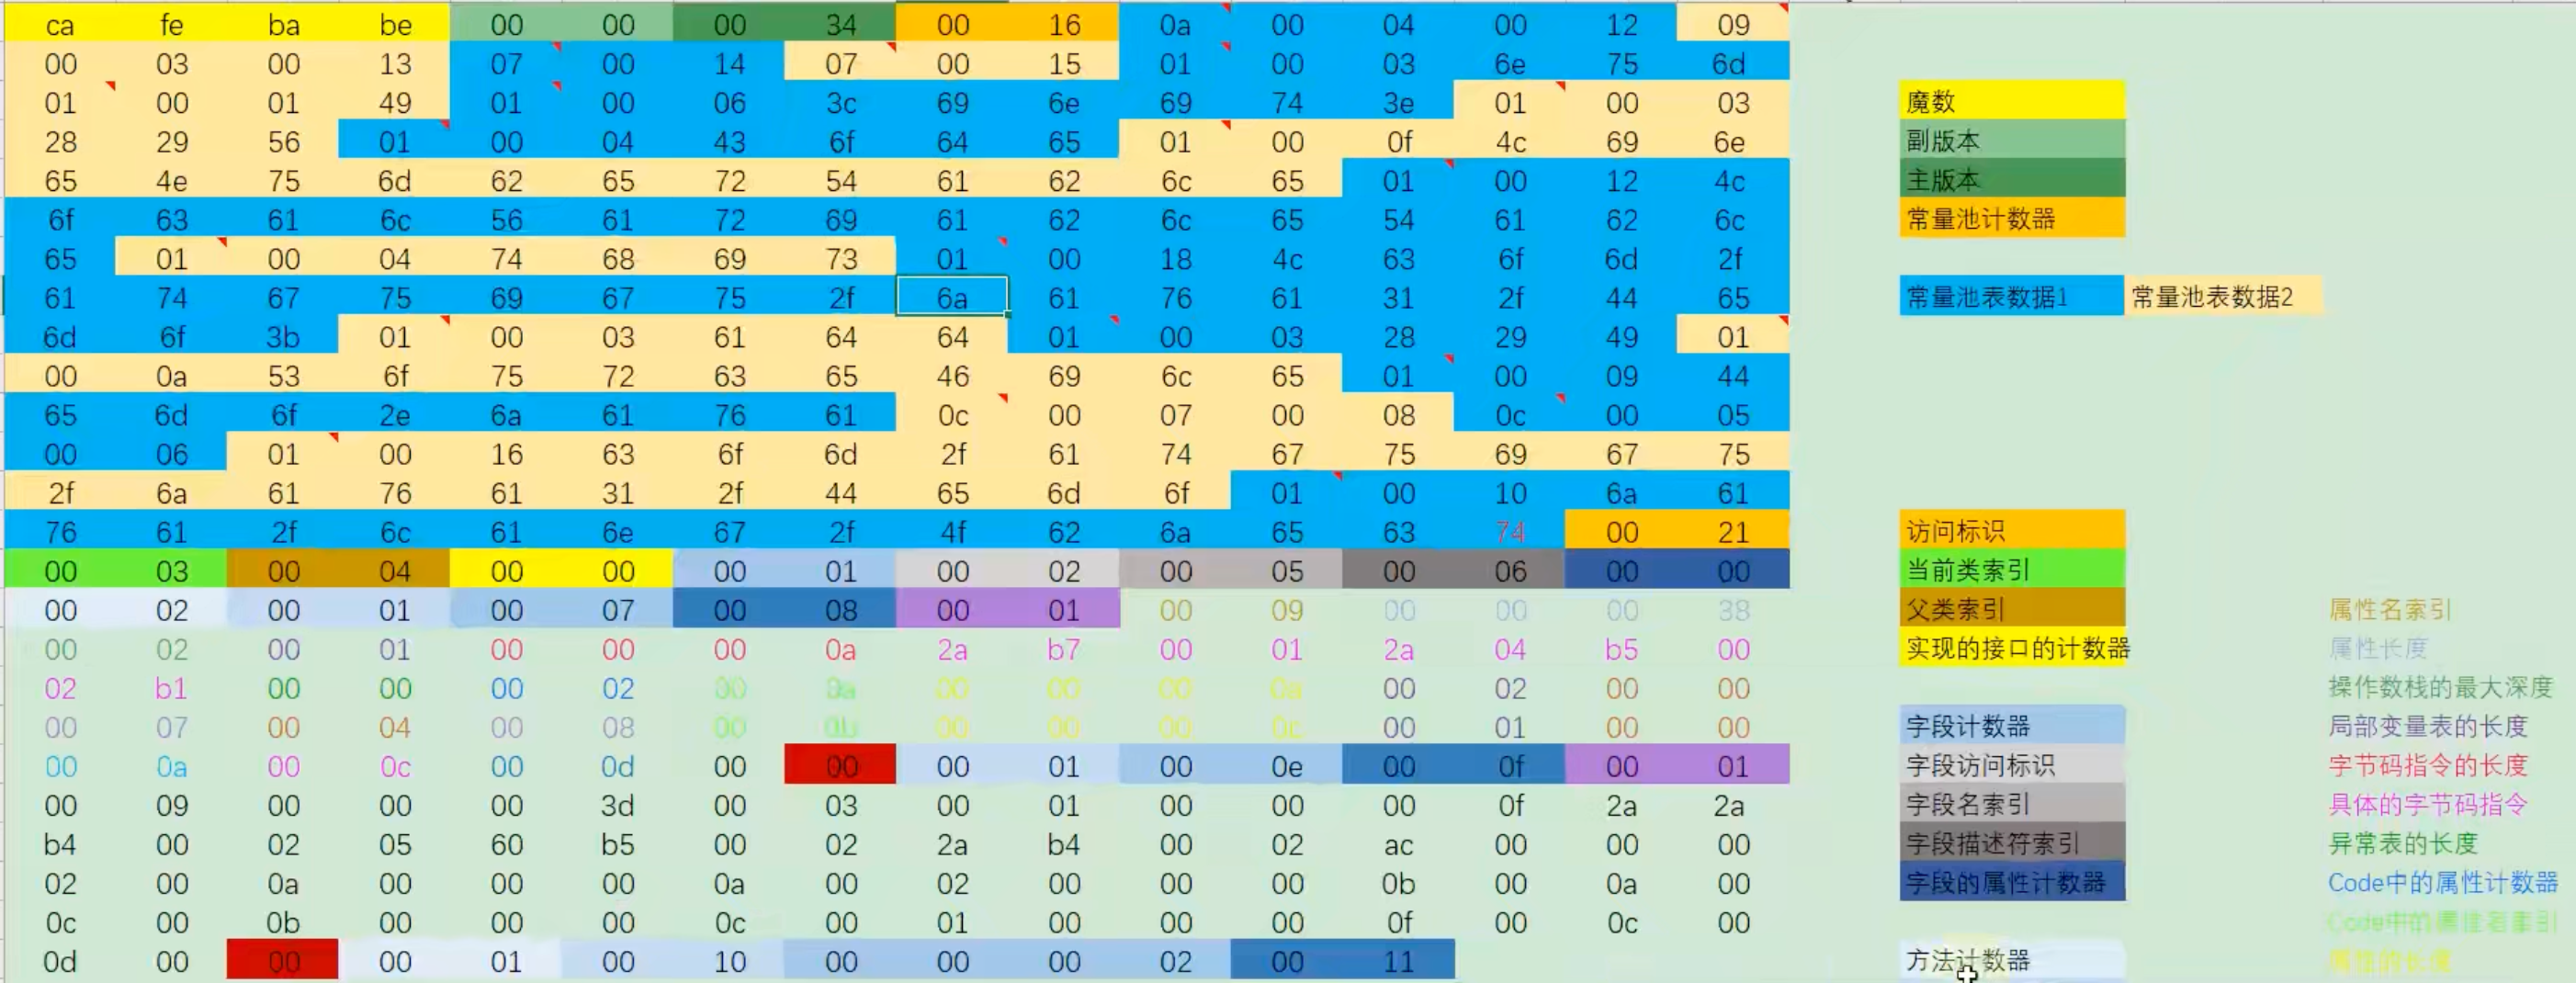 ca fe ba be 00 00 00 34 00 16 0a 00 04 00 12 09
00 03 00 13 07 00 14 07 00 15 01 00 03 6e 75 6d
01 00 01 49 01 00 06 3c 69 6e 69 74 3e 01 00 03 魔数
28 29 56 01 00 04 43 6f 64 65 01 00 0f 4c 69 6e 副版本
65 4e 75 6d 62 65 72 54 61 62 6c 65 01 00 12 4c 主版本
6f 63 61 6c 56 61 72 69 61 62 6c 65 54 61 62 6c 常量池计数器
65 01 00 04 74 68 69 73 01 00 18 4c 63 6f 6d 2f
61 74 67 75 69 67 75 2f 6a 61 76 61 31 2f 44 65 常量池表数据1 常量池表数据2
6d 6f 3b 01 00 03 61 64 64 01 00 03 28 29 49 01
00 0a 53 6f 75 72 63 65 46 69 6c 65 01 00 09 44
65 6d 6f 2e 6a 61 76 61 0c 00 07 00 08 0c 00 05
00 06 01 00 16 63 6f 6d 2f 61 74 67 75 69 67 75
2f 6a 61 76 61 31 2f 44 65 6d 6f 01 00 10 6a 61
76 61 2f 6c 61 6e 67 2f 4f 62 6a 65 63 74 00 21 访问标识
00 03 00 04 00 00 00 01 00 02 00 05 00 06 00 00 当前类索引
00 02 00 01 00 07 00 08 00 01 00 09 00 00 00 38 父类索引 属性名索引
00 02 00 01 00 00 00 0a 2a b7 00 01 2a 04 b5 00 实现的接口的计数器 属性长度
02 b1 00 00 00 02 00 0a 00 00 00 0a 00 02 00 00 操作数栈的最大深度
00 07 00 04 00 08 00 0b 00 00 00 0c 00 01 00 00 字段计数器 局部变量表的长度
00 0a 00 0c 00 0d 00 00 00 01 00 0e 00 0f 00 01 字段访问标识 字节码指令的长度
00 09 00 00 00 3d 00 03 00 01 00 00 00 0f 2a 2a 字段名索引 具体的字节码指令
b4 00 02 05 60 b5 00 02 2a b4 00 02 ac 00 00 00 字段描述符索引 异常表的长度
02 00 0a 00 00 00 0a 00 02 00 00 00 0b 00 0a 00 字段的属性计数器 Code中的属性计数器
0c 00 0b 00 00 00 0c 00 01 00 00 00 0f 00 0c 00 Code中的属性名索引
0d 00 00 00 01 00 10 00 00 00 02 00 11 方法计数器 属性的长度